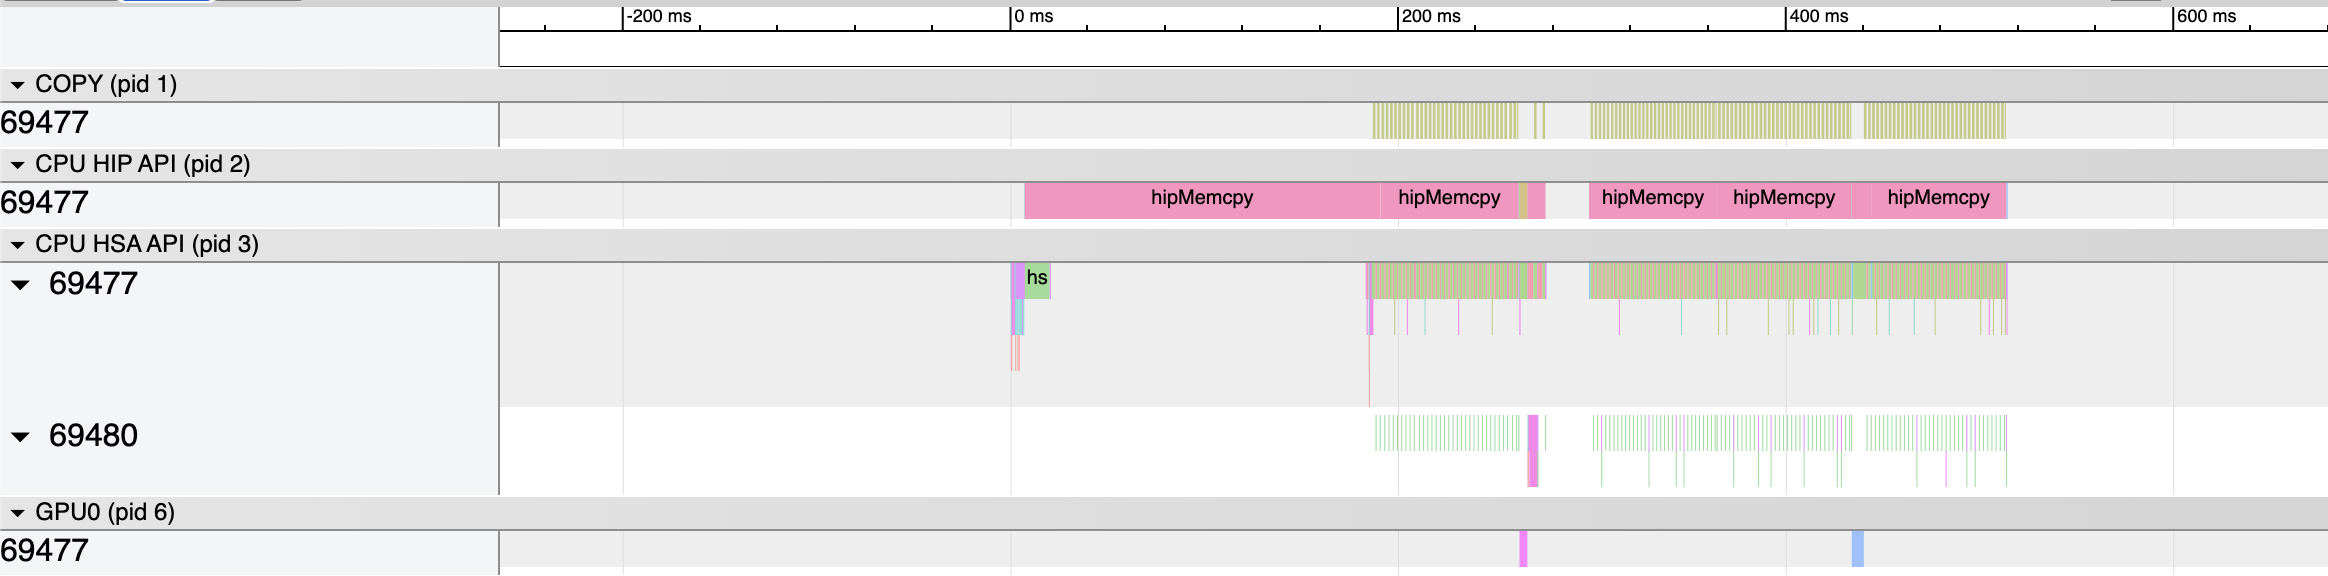 -200 ms 0 ms 200 ms 400 ms 600 ms
COPY (pid 1)
69477
CPU HIP API (pid 2)
69477 hipMemcpy hipMemcpy hipMemcpy hipMemcpy hipMemcpy
CPU HSA API (pid 3)
69477 hs
69480
GPU0 (pid 6)
69477